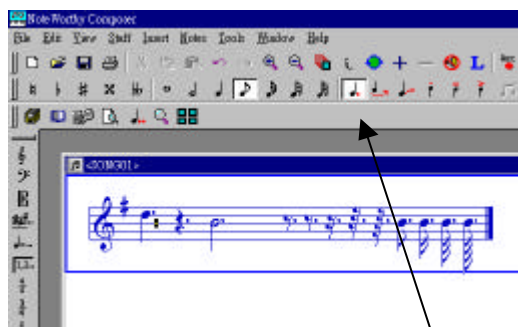 NoteWorthy Composer
File Edit View Staff Insert Notes Tools Window Help
<SONG01>